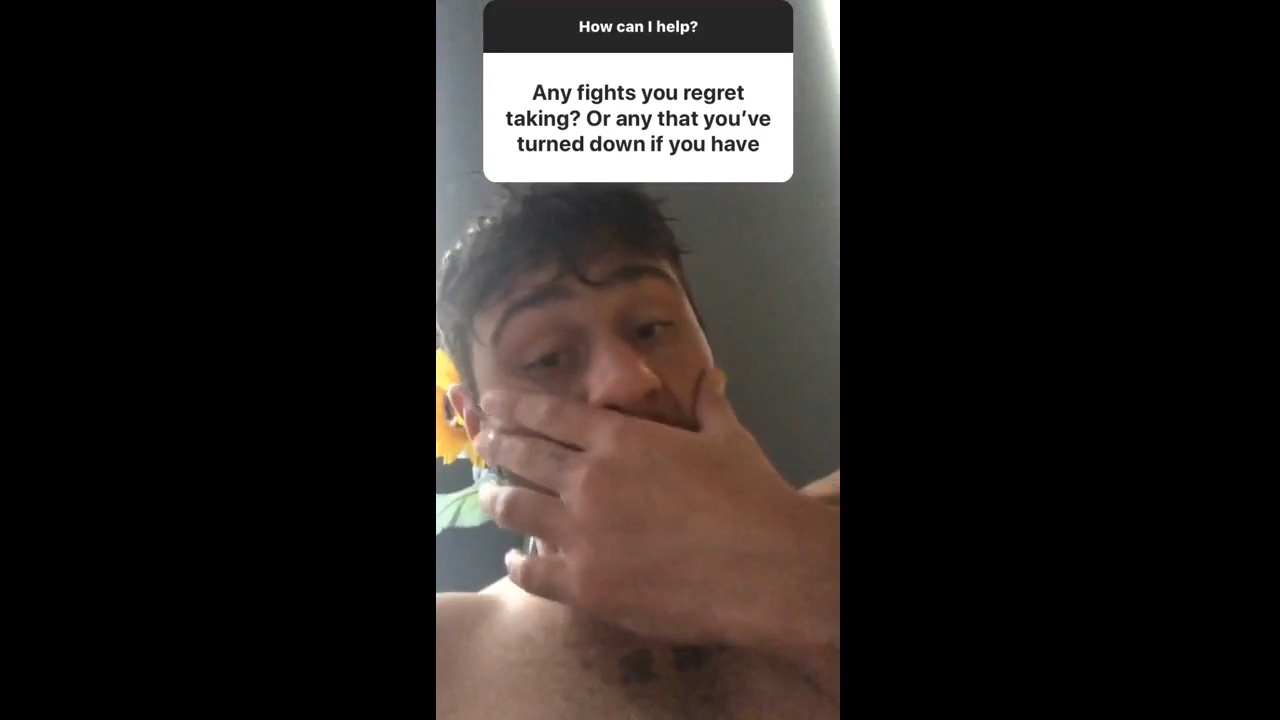 How can I help?
Any fights you regret
taking? Or any that you’ve
turned down if you have